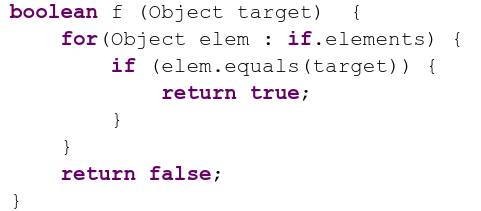 boolean f (Object target)  {
    for(Object elem : if.elements) {
        if (elem.equals(target)) {
            return true;
        }
    }
    return false;
}